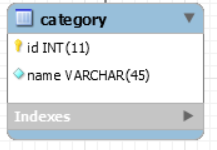 category
id INT(11)
name VARCHAR(45)
Indexes